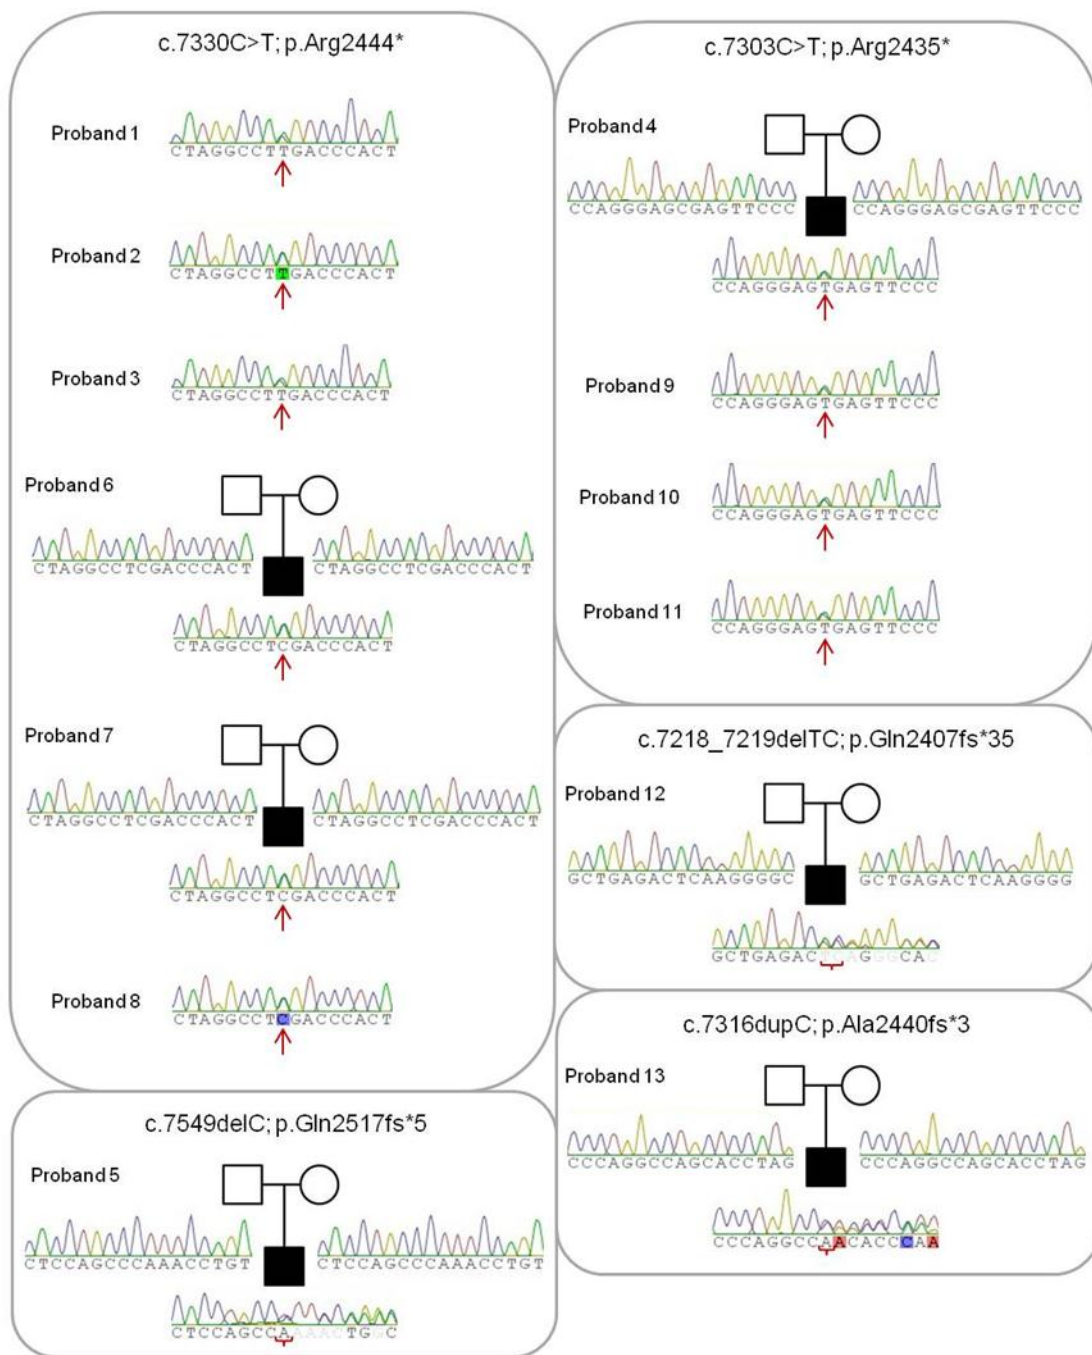 c.7330C>T; p.Arg2444*
Proband 1
CTAGGCCTTGACCCACT
Proband 2
CTAGGCCTTGACCCACT
Proband 3
CTAGGCCTTGACCCACT
Proband 6
CTAGGCCTCGACCCACT
CTAGGCCTCGACCCACT
CTAGGCCTCGACCCACT
Proband 7
CTAGGCCTCGACCCACT
CTAGGCCTCGACCCACT
CTAGGCCTCGACCCACT
Proband 8
CTAGGCCTCGACCCACT
c.7549delC; p.Gln2517fs*5
Proband 5
CTCCAGCCCAAACCTGT
CTCCAGCCCAAACCTGT
CTCCAGCCAAAACTGGC
c.7303C>T; p.Arg2435*
Proband 4
CCAGGGAGCGAGTTCCC
CCAGGGAGCGAGTTCCC
CCAGGGAGTGAGTTCCC
Proband 9
CCAGGGAGTGAGTTCCC
Proband 10
CCAGGGAGTGAGTTCCC
Proband 11
CCAGGGAGTGAGTTCCC
c.7218_7219delTC; p.Gln2407fs*35
Proband 12
GCTGAGACTCAAGGGGC
GCTGAGACTCAAGGGG
GCTGAGACTCAGGGCAC
c.7316dupC; p.Ala2440fs*3
Proband 13
CCCAGGCCAGCACCTAG
CCCAGGCCAGCACCTAG
CCCAGGCCAACACCCAA